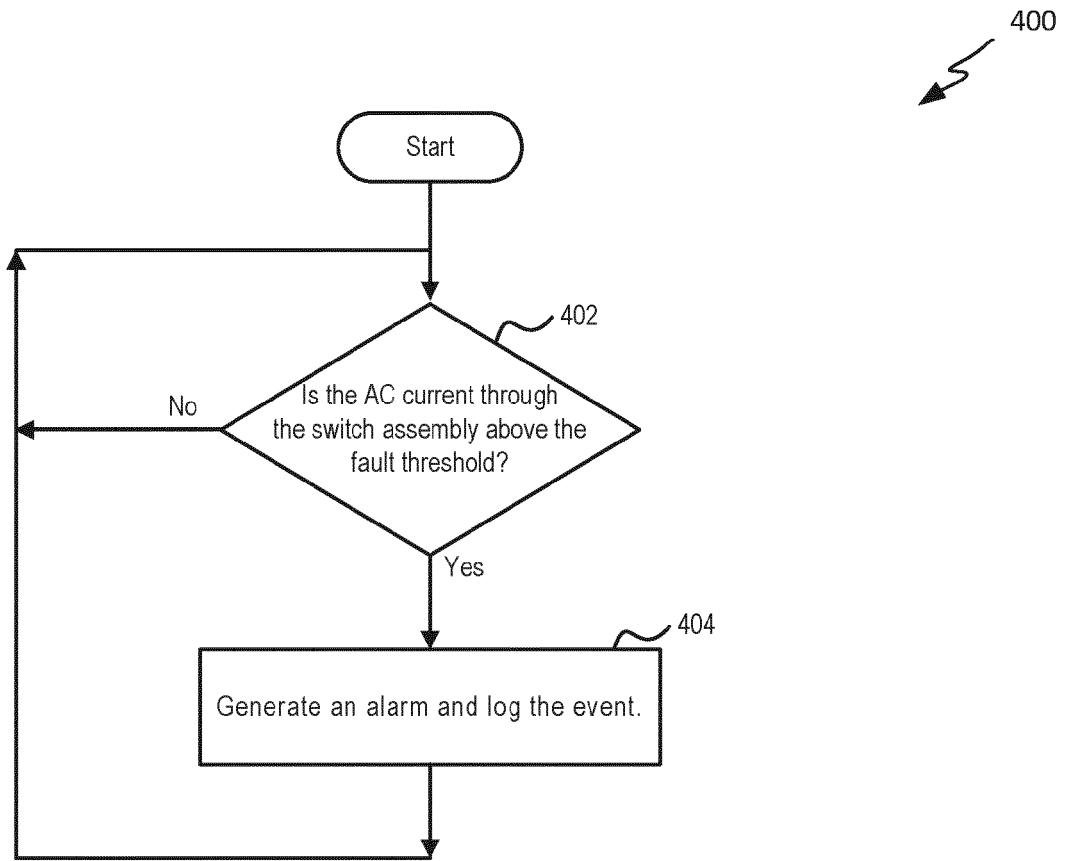 400
Start
402
Is the AC current through
the switch assembly above the
fault threshold?
No
Yes
404
Generate an alarm and log the event.